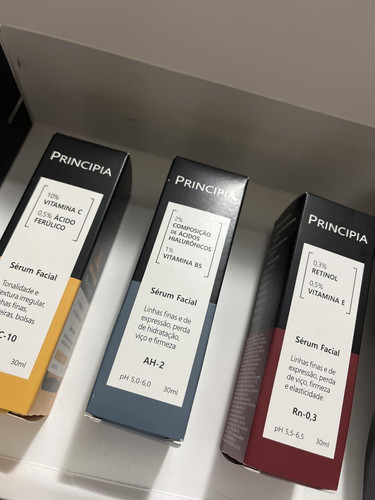 PRINCIPIA
10%
VITAMINA C
0,5% ÁCIDO
FERÚLICO
Sérum Facial
Tonalidade e
textura irregular,
linhas finas,
bolsas
C-10
30ml
PRINCIPIA
2%
COMPOSIÇÃO
DE ÁCIDOS
HIALURÔNICOS
1%
VITAMINA B5
Sérum Facial
Linhas finas e de
expressão, perda
de hidratação,
viço e firmeza
AH-2
pH 5,0-6,0 30ml
PRINCIPIA
0,3%
RETINOL
0,5%
VITAMINA E
Sérum Facial
Linhas finas e de
expressão, perda
de viço, firmeza
e elasticidade
Rn-0,3
pH 5,5-6,5 30ml